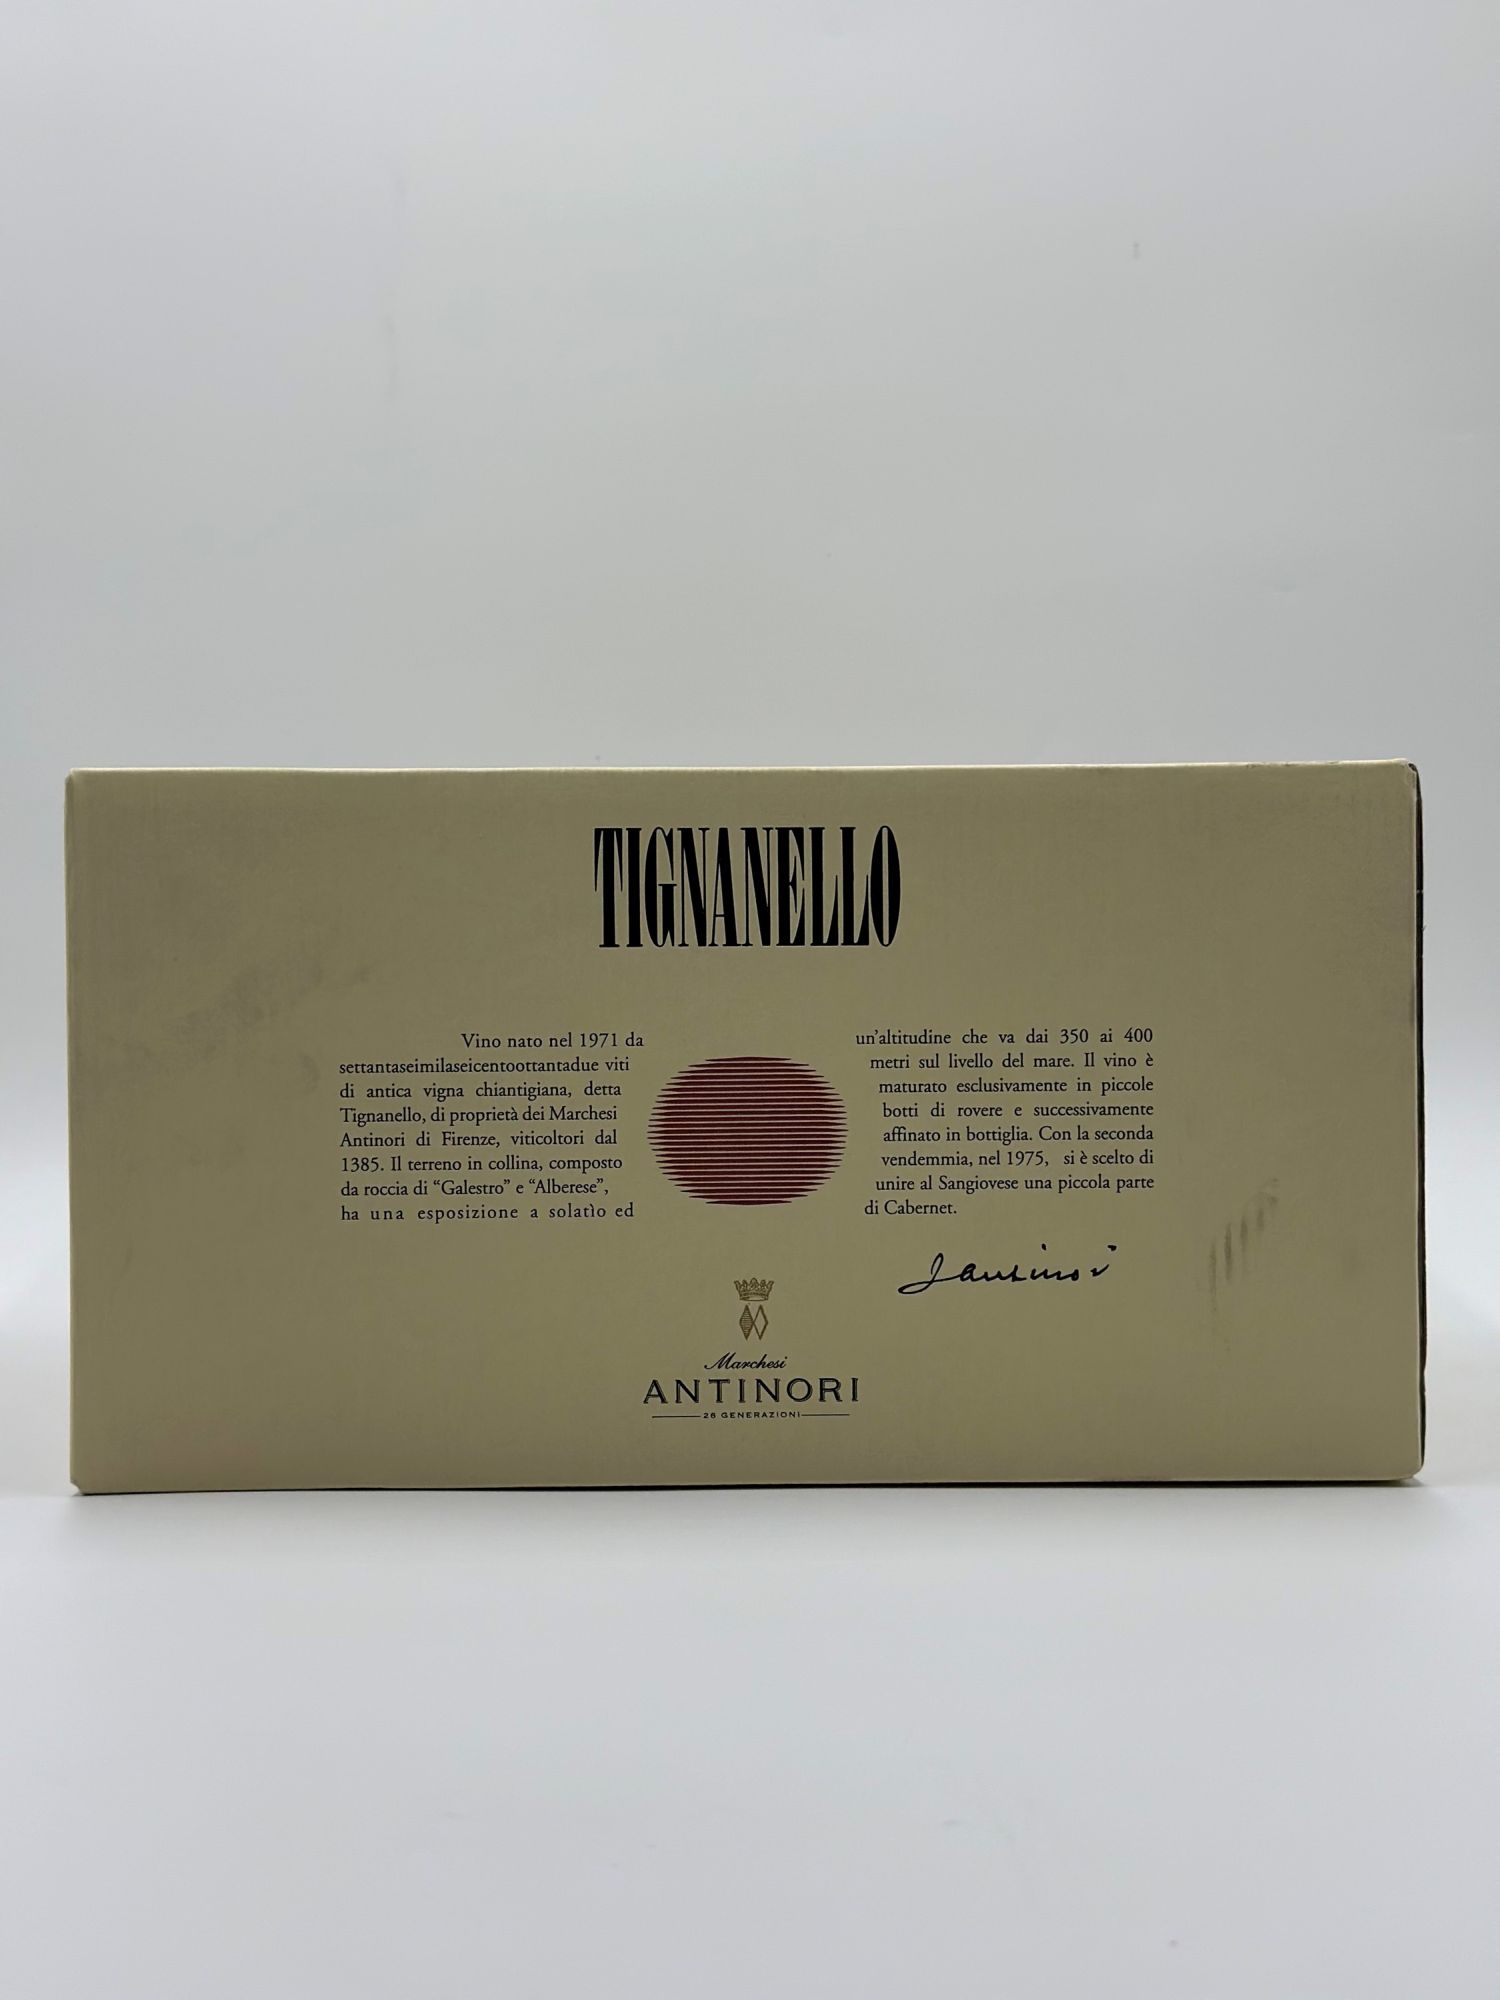 TIGNANELLO
Vino nato nel 1971 da
settantaseimilaseicentoottantadue viti
di antica vigna chiantigiana, detta
Tignanello, di proprietà dei Marchesi
Antinori di Firenze, viticoltori dal
1385. Il terreno in collina, composto
da roccia di “Galestro” e “Alberese”,
ha una esposizione a solatìo ed
un’altitudine che va dai 350 ai 400
metri sul livello del mare. Il vino è
maturato esclusivamente in piccole
botti di rovere e successivamente
affinato in bottiglia. Con la seconda
vendemmia, nel 1975, si è scelto di
unire al Sangiovese una piccola parte
di Cabernet.
Jantinori
Marchesi
ANTINORI
26 GENERAZIONI